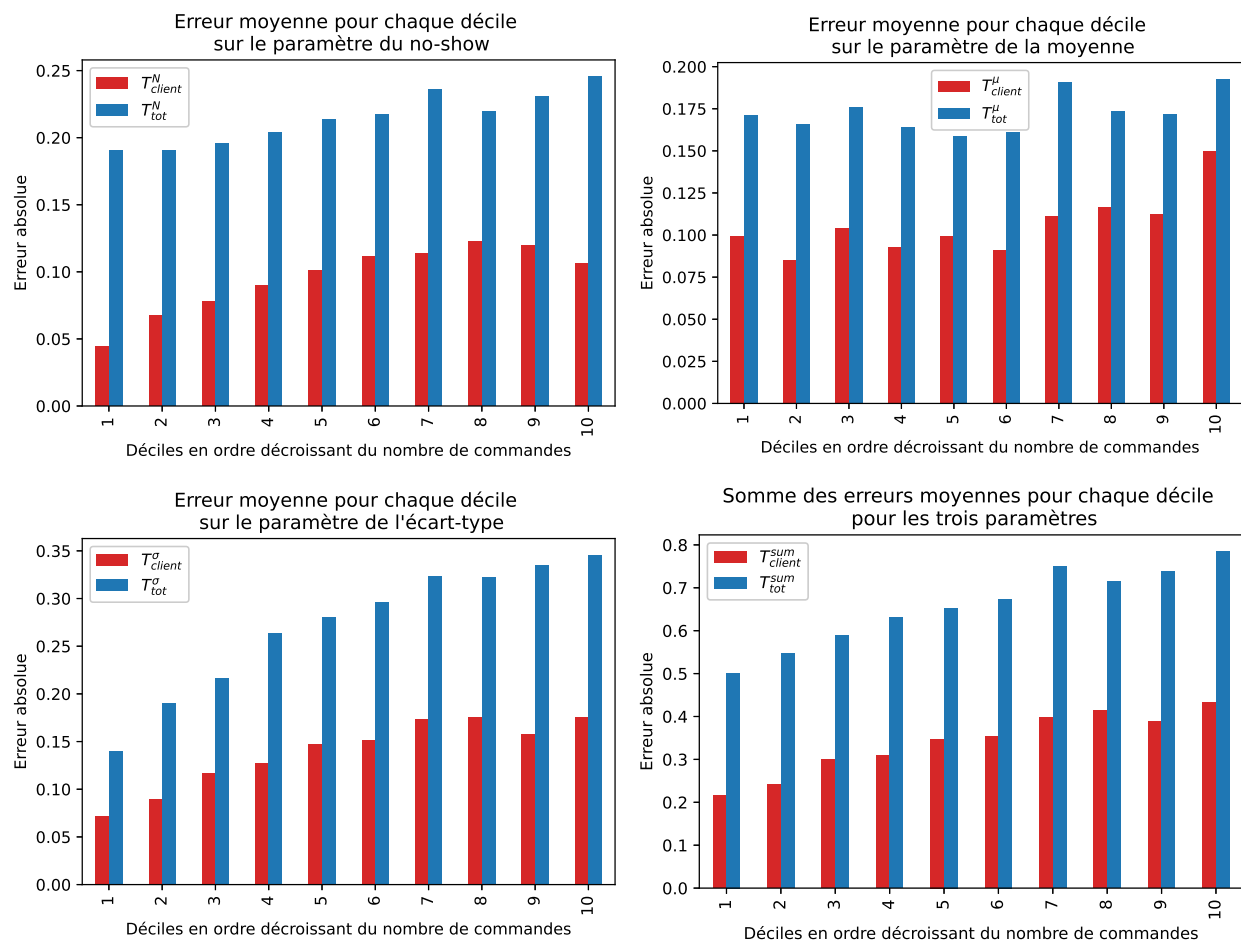 Erreur moyenne pour chaque décile
sur le paramètre du no-show
T^N_client
T^N_tot
0.25
0.20
0.15
0.10
0.05
0.00
Erreur absolue
1 2 3 4 5 6 7 8 9 10
Déciles en ordre décroissant du nombre de commandes
Erreur moyenne pour chaque décile
sur le paramètre de la moyenne
T^μ_client
T^μ_tot
0.200
0.175
0.150
0.125
0.100
0.075
0.050
0.025
0.000
Erreur absolue
1 2 3 4 5 6 7 8 9 10
Déciles en ordre décroissant du nombre de commandes
Erreur moyenne pour chaque décile
sur le paramètre de l'écart-type
T^σ_client
T^σ_tot
0.35
0.30
0.25
0.20
0.15
0.10
0.05
0.00
Erreur absolue
1 2 3 4 5 6 7 8 9 10
Déciles en ordre décroissant du nombre de commandes
Somme des erreurs moyennes pour chaque décile
pour les trois paramètres
T^sum_client
T^sum_tot
0.8
0.7
0.6
0.5
0.4
0.3
0.2
0.1
0.0
Erreur absolue
1 2 3 4 5 6 7 8 9 10
Déciles en ordre décroissant du nombre de commandes